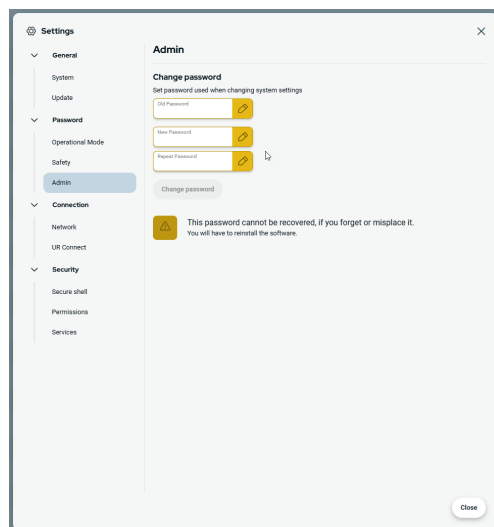 Settings
General
System
Update
Password
Operational Mode
Safety
Admin
Connection
Network
UR Connect
Security
Secure shell
Permissions
Services
Admin
Change password
Set password used when changing system settings
Old Password
New Password
Repeat Password
Change password
This password cannot be recovered, if you forget or misplace it.
You will have to reinstall the software.
Close